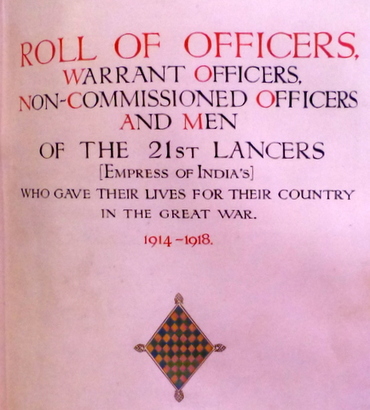 ROLL OF OFFICERS,
WARRANT OFFICERS,
NON-COMMISSIONED OFFICERS
AND MEN
OF THE 21ST LANCERS
[EMPRESS OF INDIA'S]
WHO GAVE THEIR LIVES FOR THEIR COUNTRY
IN THE GREAT WAR.
1914-1918.